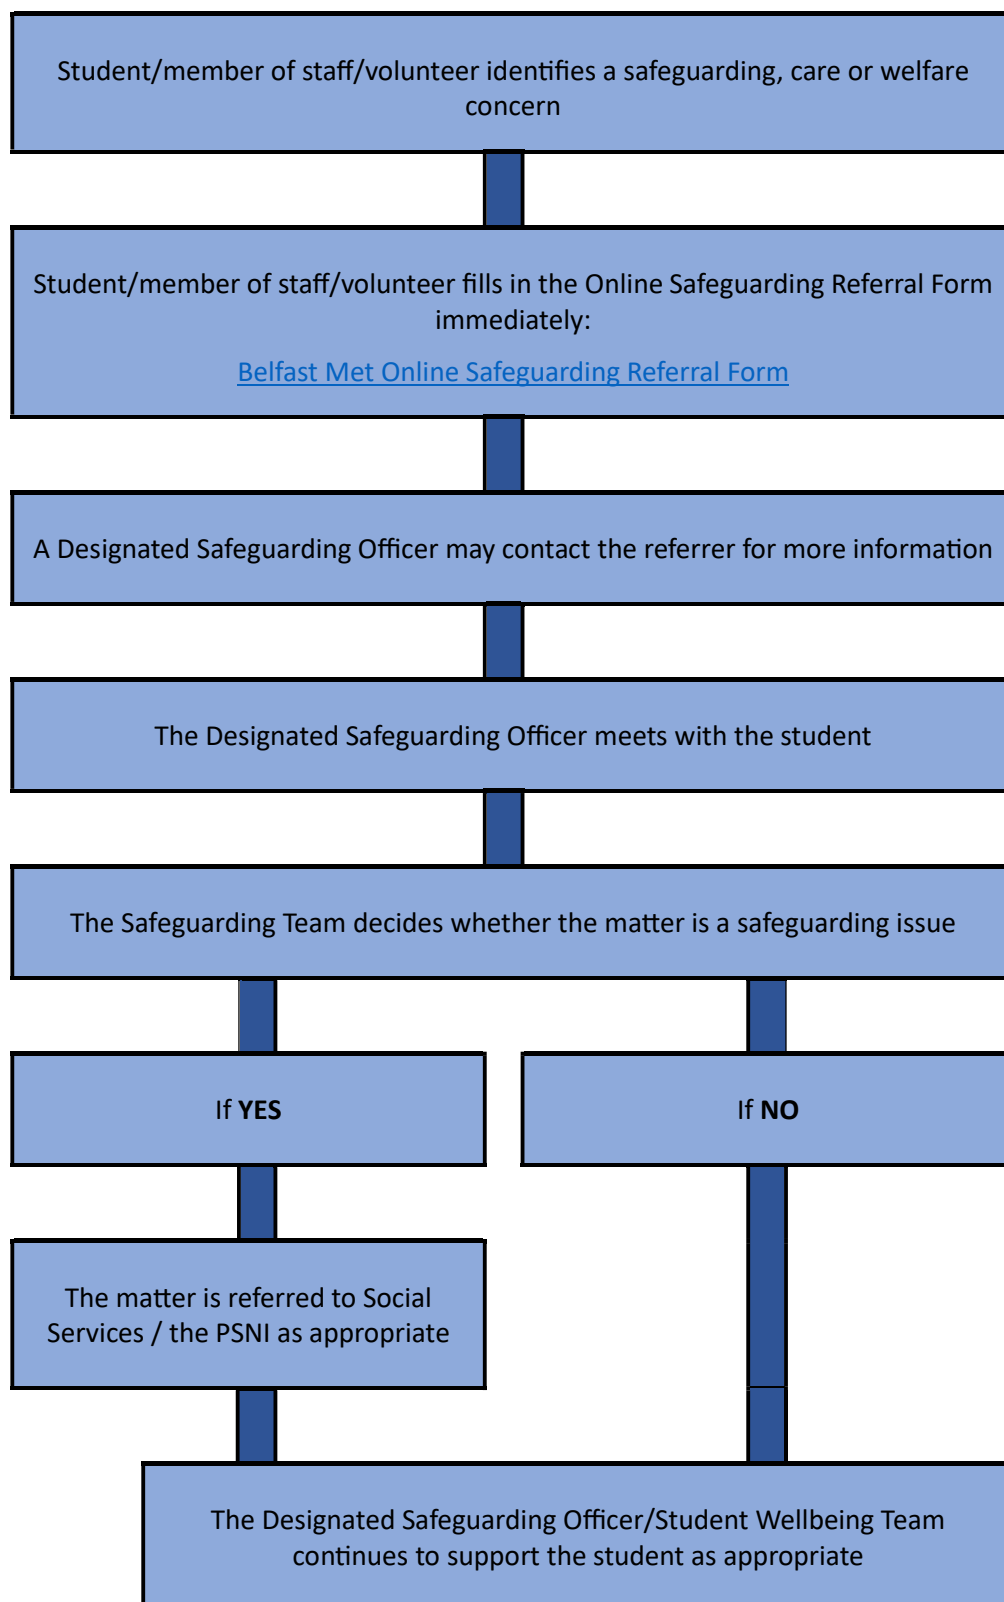 Student/member of staff/volunteer identifies a safeguarding, care or welfare
concern
Student/member of staff/volunteer fills in the Online Safeguarding Referral Form
immediately:
Belfast Met Online Safeguarding Referral Form
A Designated Safeguarding Officer may contact the referrer for more information
The Designated Safeguarding Officer meets with the student
The Safeguarding Team decides whether the matter is a safeguarding issue
If YES
If NO
The matter is referred to Social
Services / the PSNI as appropriate
The Designated Safeguarding Officer/Student Wellbeing Team
continues to support the student as appropriate